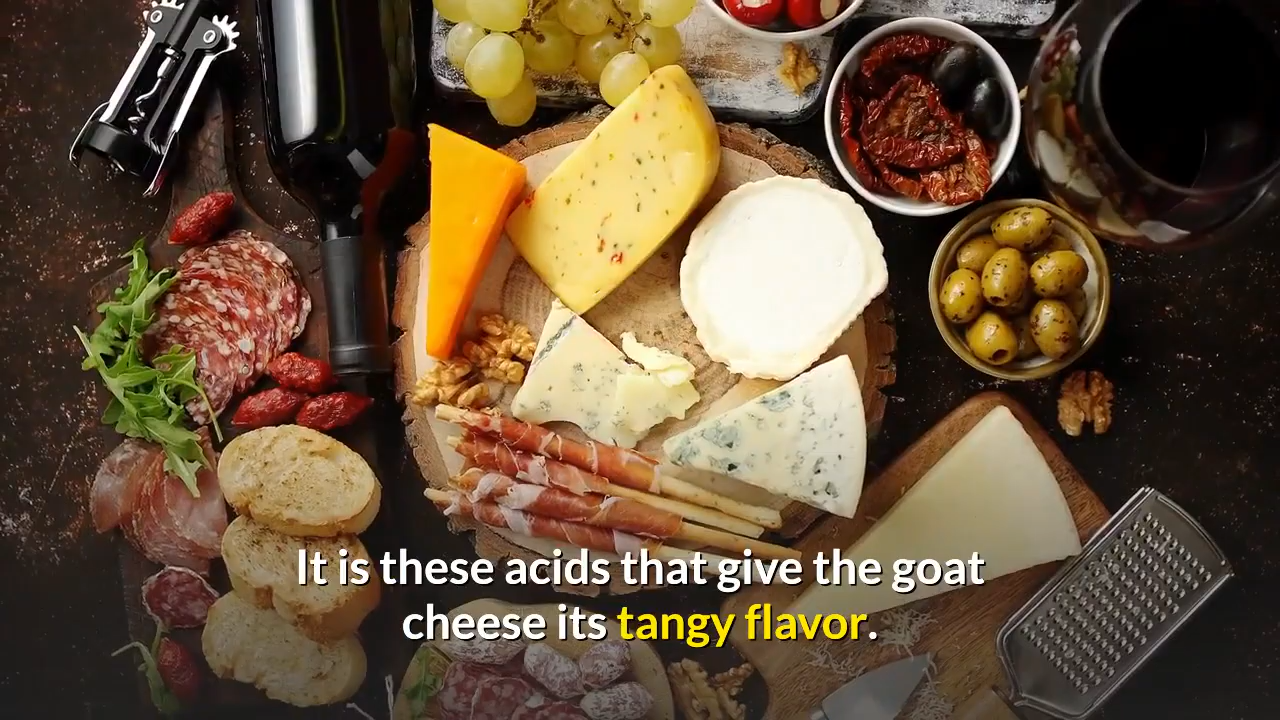 It is these acids that give the goat
cheese its tangy flavor.